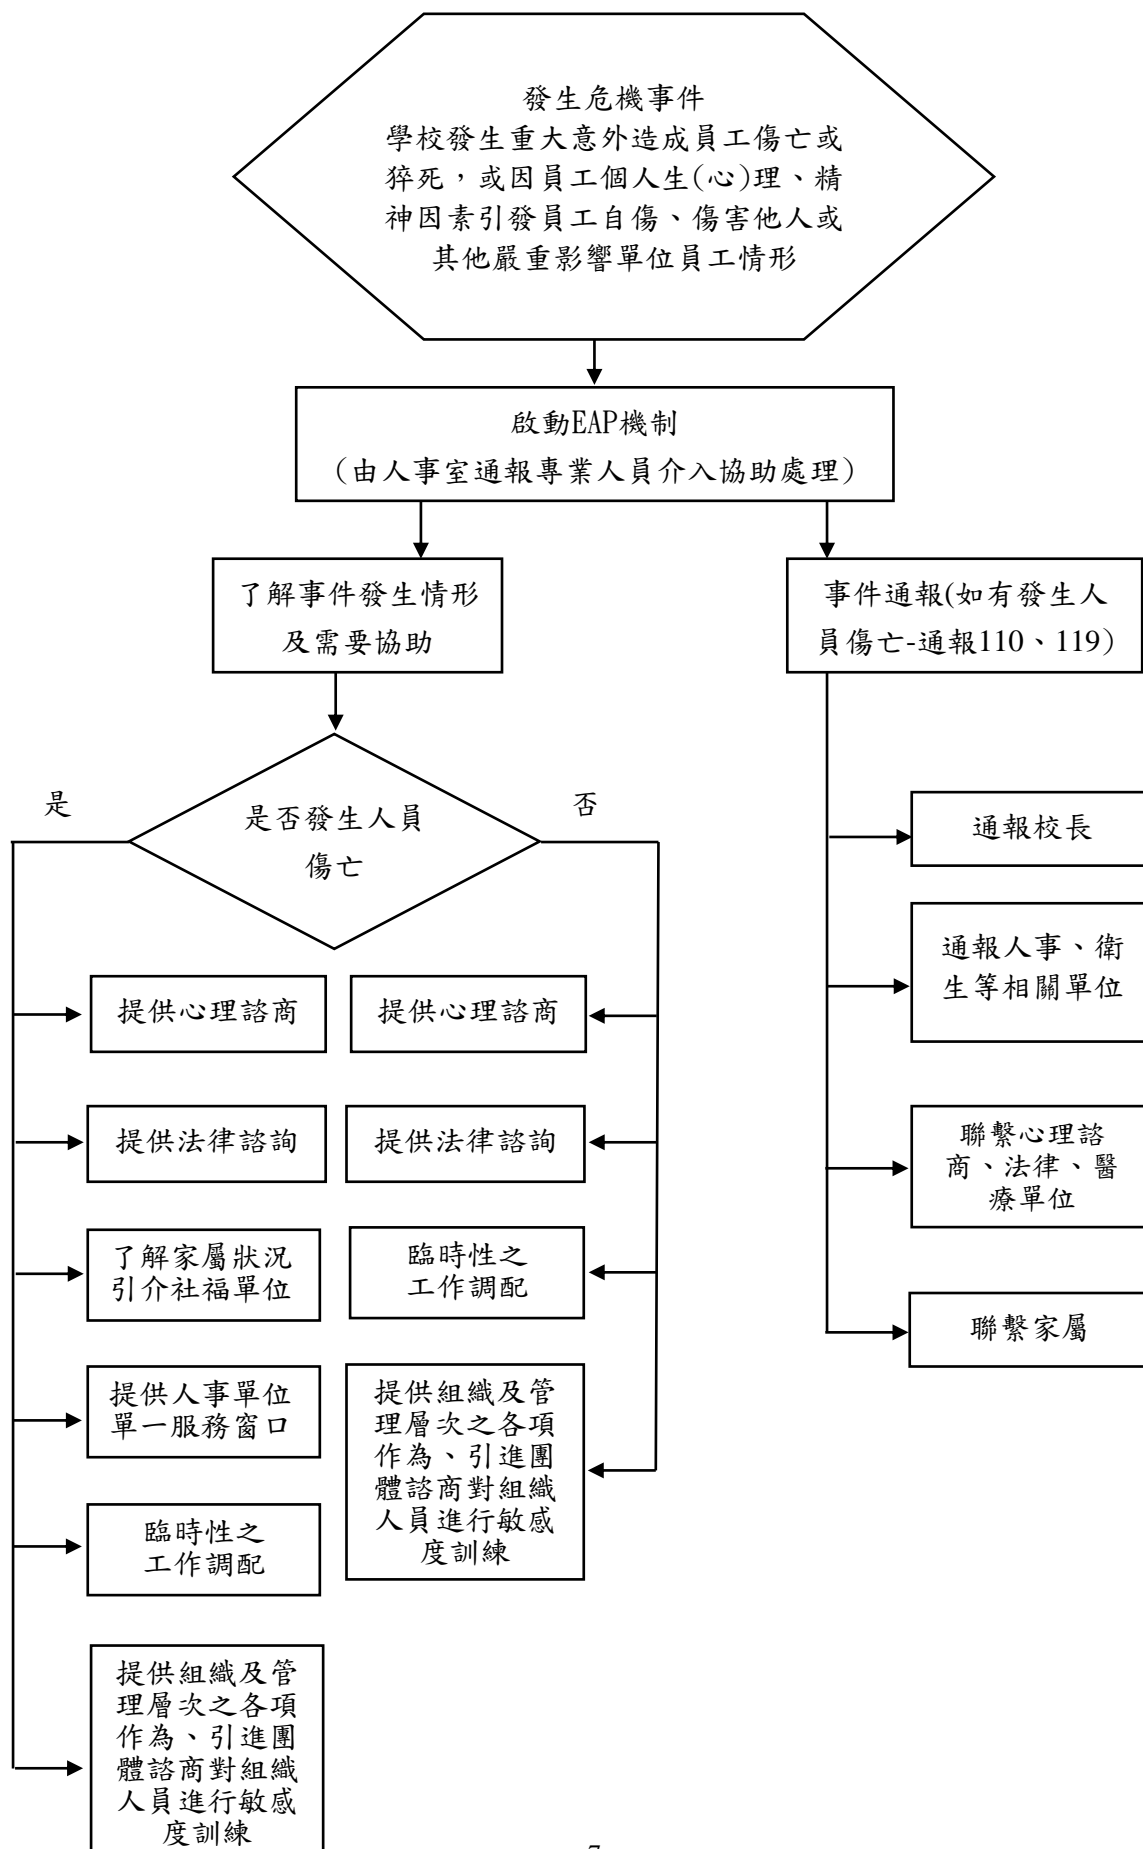 發生危機事件
學校發生重大意外造成員工傷亡或
猝死，或因員工個人生(心)理、精
神因素引發員工自傷、傷害他人或
其他嚴重影響單位員工情形
啟動EAP機制
（由人事室通報專業人員介入協助處理）
了解事件發生情形
及需要協助
事件通報(如有發生人
員傷亡-通報110、119）
是
是否發生人員
傷亡
否
提供心理諮商
提供法律諮詢
了解家屬狀況
引介社福單位
提供人事單位
單一服務窗口
臨時性之
工作調配
提供組織及管
理層次之各項
作為、引進團
體諮商對組織
人員進行敏感
度訓練
提供心理諮商
提供法律諮詢
臨時性之
工作調配
提供組織及管
理層次之各項
作為、引進團
體諮商對組織
人員進行敏感
度訓練
通報校長
通報人事、衛
生等相關單位
聯繫心理諮
商、法律、醫
療單位
聯繫家屬